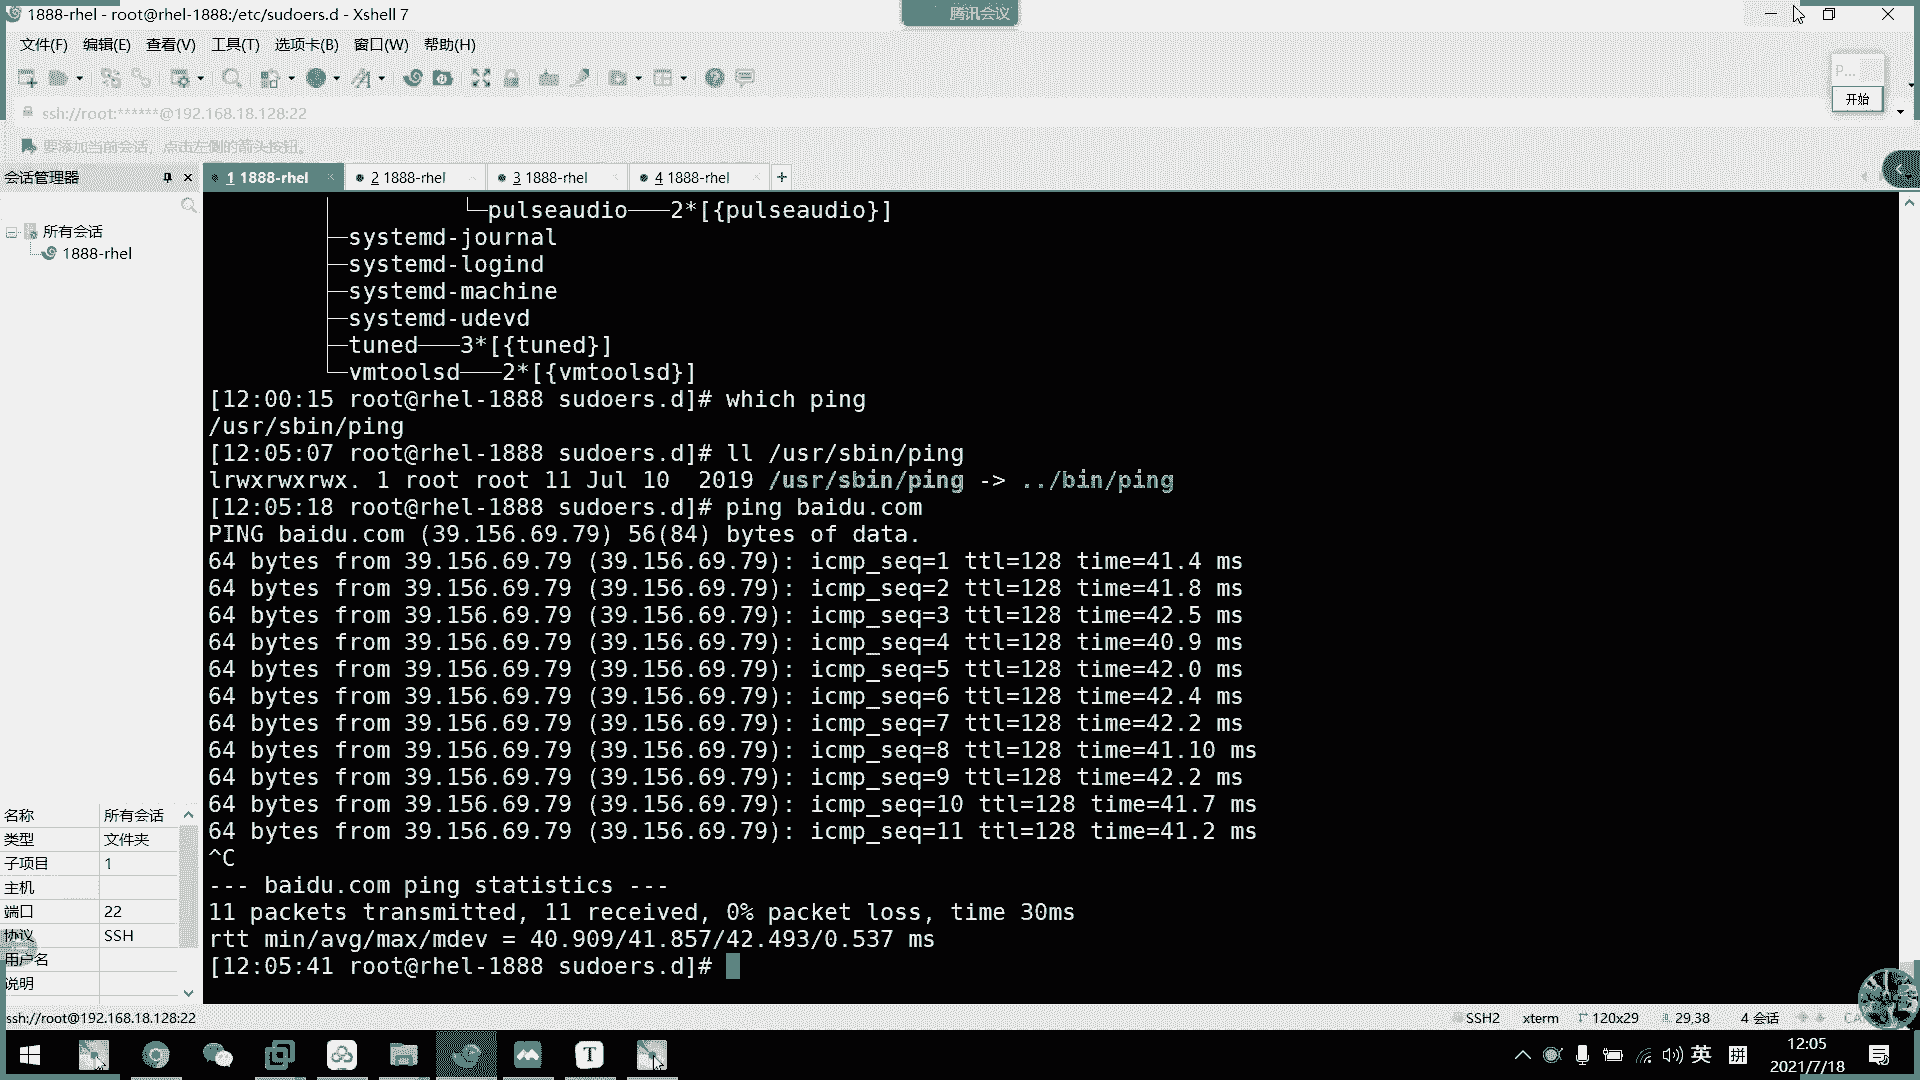 1888-rhel - root@rhel-1888:/etc/sudoers.d - Xshell 7
腾讯会议
文件(F) 编辑(E) 查看(V) 工具(T) 选项卡(B) 窗口(W) 帮助(H)
P...
开始
ssh://root:******@192.168.18.128:22
要添加当前会话，点击左侧的箭头按钮。
会话管理器
1 1888-rhel
2 1888-rhel
3 1888-rhel
4 1888-rhel
所有会话
1888-rhel
└─pulseaudio───2*[{pulseaudio}]
├─systemd-journal
├─systemd-logind
├─systemd-machine
├─systemd-udevd
├─tuned───3*[{tuned}]
└─vmtoolsd───2*[{vmtoolsd}]
[12:00:15 root@rhel-1888 sudoers.d]# which ping
/usr/sbin/ping
[12:05:07 root@rhel-1888 sudoers.d]# ll /usr/sbin/ping
lrwxrwxrwx. 1 root root 11 Jul 10  2019 /usr/sbin/ping -> ../bin/ping
[12:05:18 root@rhel-1888 sudoers.d]# ping baidu.com
PING baidu.com (39.156.69.79) 56(84) bytes of data.
64 bytes from 39.156.69.79 (39.156.69.79): icmp_seq=1 ttl=128 time=41.4 ms
64 bytes from 39.156.69.79 (39.156.69.79): icmp_seq=2 ttl=128 time=41.8 ms
64 bytes from 39.156.69.79 (39.156.69.79): icmp_seq=3 ttl=128 time=42.5 ms
64 bytes from 39.156.69.79 (39.156.69.79): icmp_seq=4 ttl=128 time=40.9 ms
64 bytes from 39.156.69.79 (39.156.69.79): icmp_seq=5 ttl=128 time=42.0 ms
64 bytes from 39.156.69.79 (39.156.69.79): icmp_seq=6 ttl=128 time=42.4 ms
64 bytes from 39.156.69.79 (39.156.69.79): icmp_seq=7 ttl=128 time=42.2 ms
64 bytes from 39.156.69.79 (39.156.69.79): icmp_seq=8 ttl=128 time=41.10 ms
64 bytes from 39.156.69.79 (39.156.69.79): icmp_seq=9 ttl=128 time=42.2 ms
64 bytes from 39.156.69.79 (39.156.69.79): icmp_seq=10 ttl=128 time=41.7 ms
64 bytes from 39.156.69.79 (39.156.69.79): icmp_seq=11 ttl=128 time=41.2 ms
^C
--- baidu.com ping statistics ---
11 packets transmitted, 11 received, 0% packet loss, time 30ms
rtt min/avg/max/mdev = 40.909/41.857/42.493/0.537 ms
[12:05:41 root@rhel-1888 sudoers.d]#
名称 所有会话
类型 文件夹
子项目 1
主机
端口 22
协议 SSH
用户名
说明
ssh://root@192.168.18.128:22
SSH2 xterm 120x29 29,38 4 会话
英 拼
12:05
2021/7/18